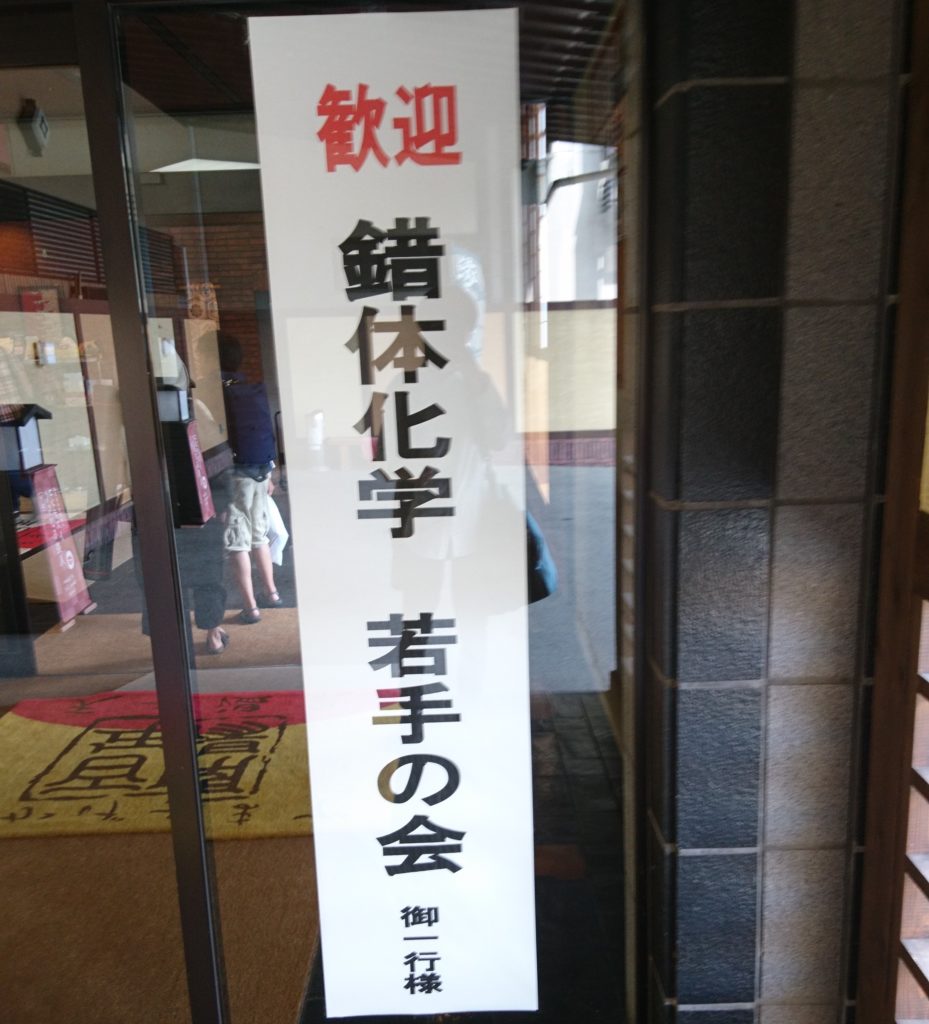 歓迎
錯体化学 若手の会
御一行様